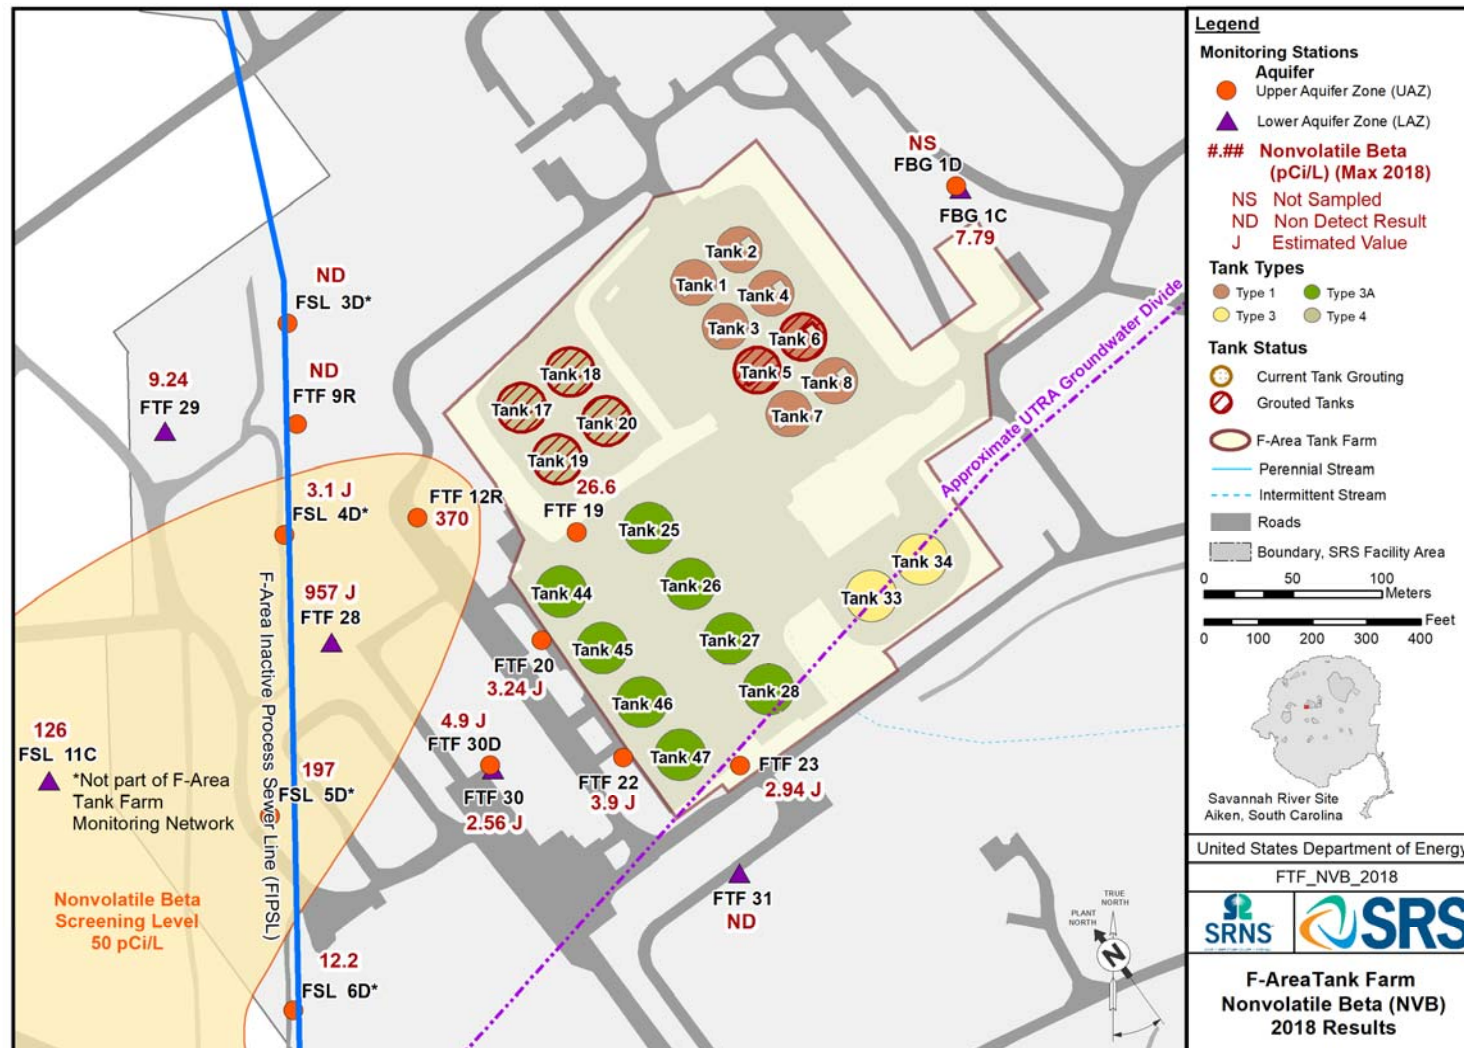 NS
FBG 1D
FBG 1C
7.79
Tank 2
Tank 1
Tank 4
Tank 3
Tank 6
Tank 5
Tank 8
Tank 7
Approximate UTRA Groundwater Divide
ND
FSL 3D*
ND
FTF 9R
9.24
FTF 29
Tank 18
Tank 17
Tank 20
Tank 19
26.6
FTF 19
3.1 J
FSL 4D*
FTF 12R
370
Tank 25
Tank 34
Tank 44
Tank 26
Tank 33
957 J
FTF 28
F-Area Inactive Process Sewer Line (FIPSL)
Tank 45
Tank 27
FTF 20
3.24 J
Tank 28
Tank 46
4.9 J
FTF 30D
126
FSL 11C
*Not part of F-Area
Tank Farm
Monitoring Network
197
FSL 5D*
FTF 30
2.56 J
FTF 22
3.9 J
Tank 47
FTF 23
2.94 J
FTF 31
ND
Nonvolatile Beta
Screening Level
50 pCi/L
12.2
FSL 6D*
TRUE
NORTH
PLANT
NORTH
N
Legend
Monitoring Stations
Aquifer
Upper Aquifer Zone (UAZ)
Lower Aquifer Zone (LAZ)
#.## Nonvolatile Beta
(pCi/L) (Max 2018)
NS Not Sampled
ND Non Detect Result
J Estimated Value
Tank Types
Type 1 Type 3A
Type 3 Type 4
Tank Status
Current Tank Grouting
Grouted Tanks
F-Area Tank Farm
Perennial Stream
Intermittent Stream
Roads
Boundary, SRS Facility Area
0 50 100
Meters
Feet
0 100 200 300 400
Savannah River Site
Aiken, South Carolina
United States Department of Energy
FTF_NVB_2018
SRNS
SRS
F-AreaTank Farm
Nonvolatile Beta (NVB)
2018 Results